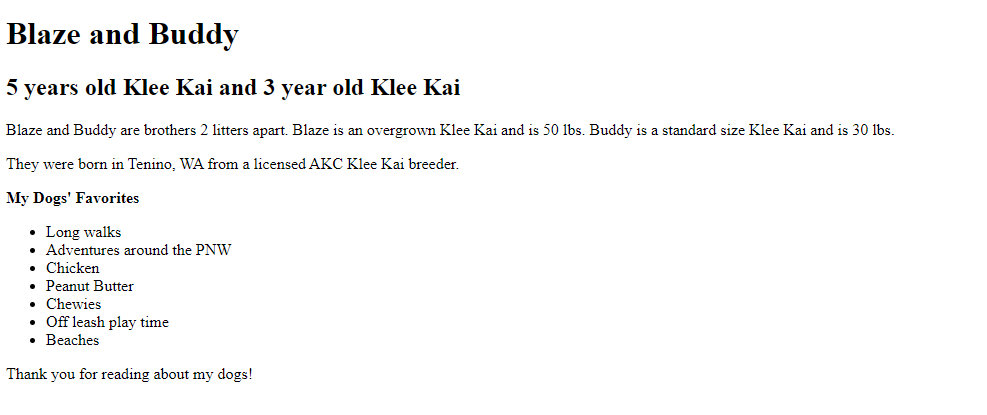 Blaze and Buddy
5 years old Klee Kai and 3 year old Klee Kai
Blaze and Buddy are brothers 2 litters apart. Blaze is an overgrown Klee Kai and is 50 lbs. Buddy is a standard size Klee Kai and is 30 lbs.
They were born in Tenino, WA from a licensed AKC Klee Kai breeder.
My Dogs' Favorites
• Long walks
• Adventures around the PNW
• Chicken
• Peanut Butter
• Chewies
• Off leash play time
• Beaches
Thank you for reading about my dogs!